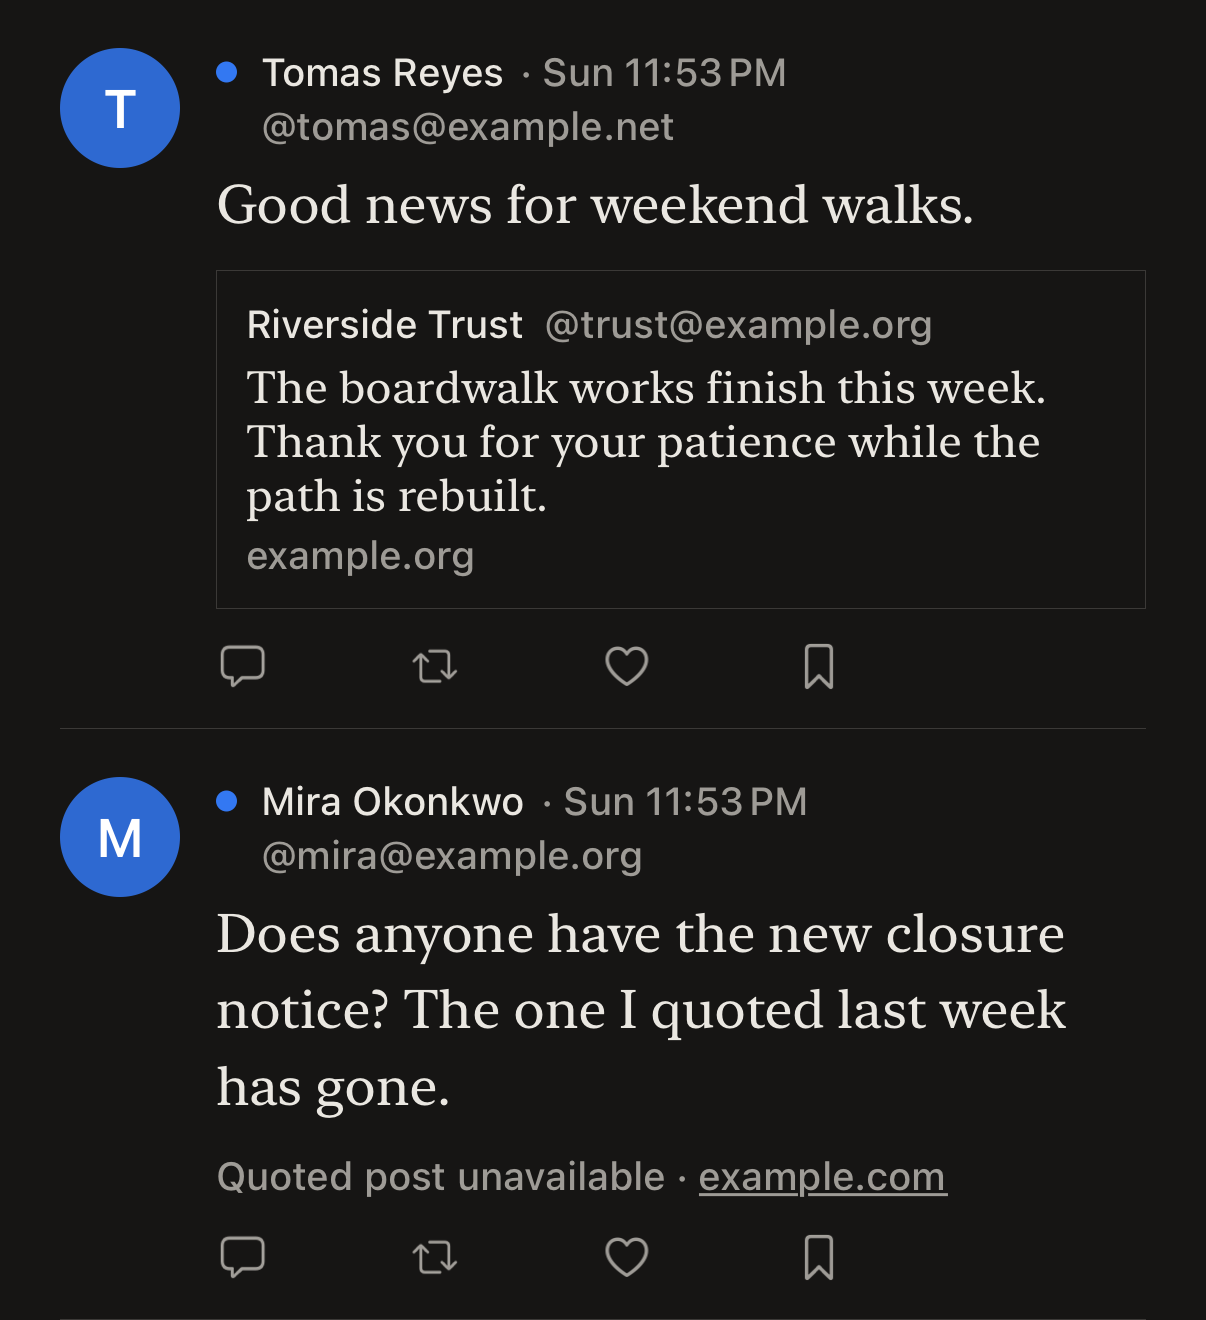 T
Tomas Reyes · Sun 11:53 PM
@tomas@example.net
Good news for weekend walks.
Riverside Trust @trust@example.org
The boardwalk works finish this week.
Thank you for your patience while the
path is rebuilt.
example.org
M
Mira Okonkwo · Sun 11:53 PM
@mira@example.org
Does anyone have the new closure
notice? The one I quoted last week
has gone.
Quoted post unavailable · example.com